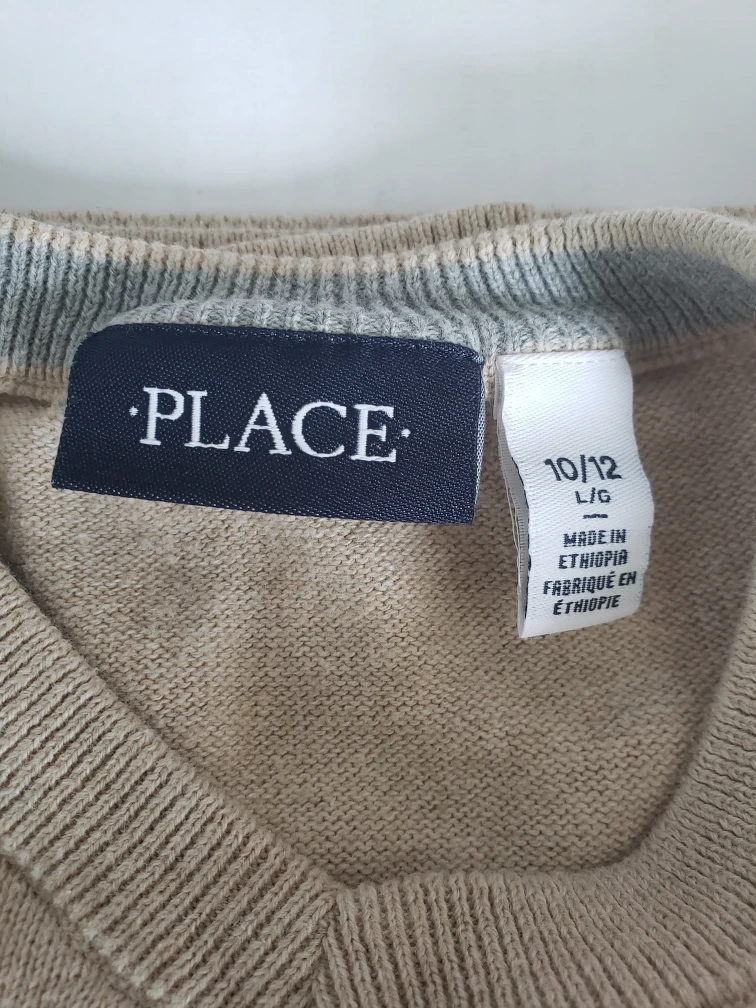 ·PLACE·
10/12
L/G
MADE IN
ETHIOPIA
FABRIQUÉ EN
ÉTHIOPIE